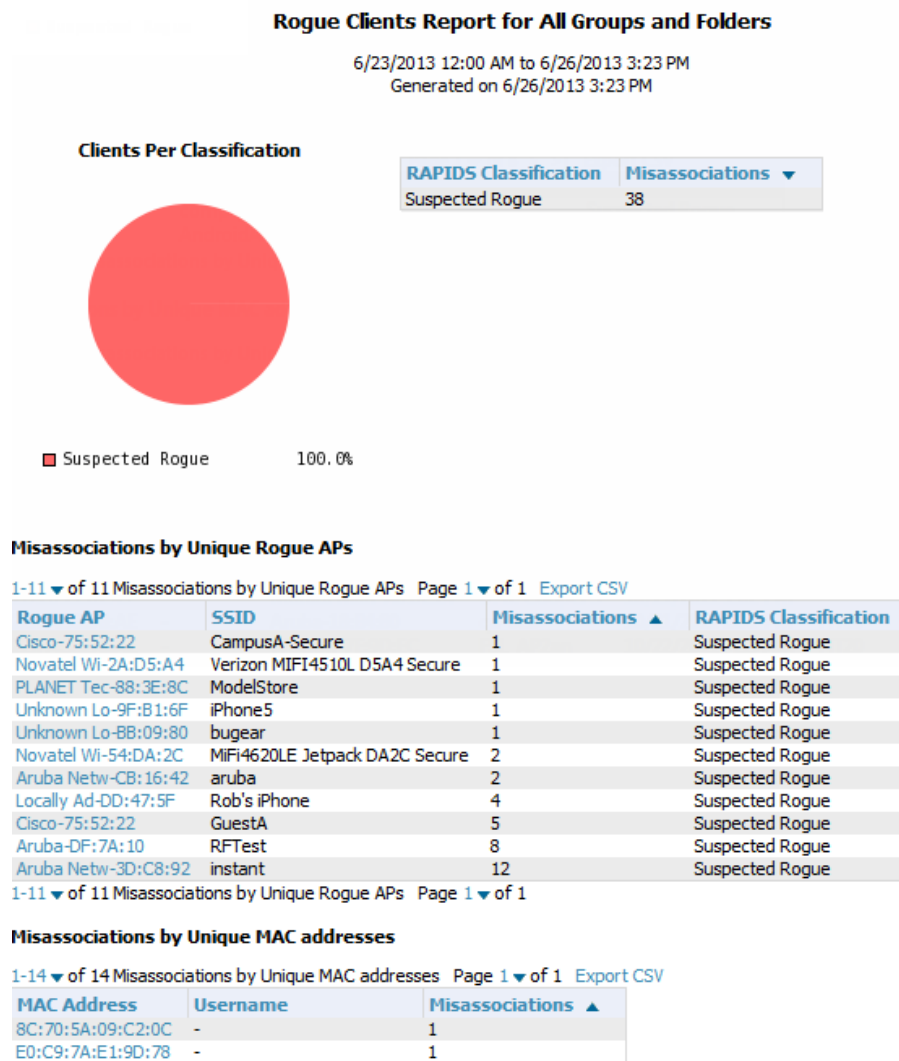 Rogue Clients Report for All Groups and Folders
6/23/2013 12:00 AM to 6/26/2013 3:23 PM
Generated on 6/26/2013 3:23 PM
Clients Per Classification
RAPIDS Classification Misassociations ▼
Suspected Rogue 38
Suspected Rogue 100.0%
Misassociations by Unique Rogue APs
1-11 ▼ of 11 Misassociations by Unique Rogue APs Page 1 ▼ of 1 Export CSV
Rogue AP SSID Misassociations ▲ RAPIDS Classification
Cisco-75:52:22 CampusA-Secure 1 Suspected Rogue
Novatel Wi-2A:D5:A4 Verizon MIFI4510L D5A4 Secure 1 Suspected Rogue
PLANET Tec-88:3E:8C ModelStore 1 Suspected Rogue
Unknown Lo-9F:B1:6F iPhone5 1 Suspected Rogue
Unknown Lo-BB:09:80 bugear 1 Suspected Rogue
Novatel Wi-54:DA:2C MiFi4620LE Jetpack DA2C Secure 2 Suspected Rogue
Aruba Netw-CB:16:42 aruba 2 Suspected Rogue
Locally Ad-DD:47:5F Rob's iPhone 4 Suspected Rogue
Cisco-75:52:22 GuestA 5 Suspected Rogue
Aruba-DF:7A:10 RFTest 8 Suspected Rogue
Aruba Netw-3D:C8:92 instant 12 Suspected Rogue
1-11 ▼ of 11 Misassociations by Unique Rogue APs Page 1 ▼ of 1
Misassociations by Unique MAC addresses
1-14 ▼ of 14 Misassociations by Unique MAC addresses Page 1 ▼ of 1 Export CSV
MAC Address Username Misassociations ▲
8C:70:5A:09:C2:0C - 1
E0:C9:7A:E1:9D:78 - 1